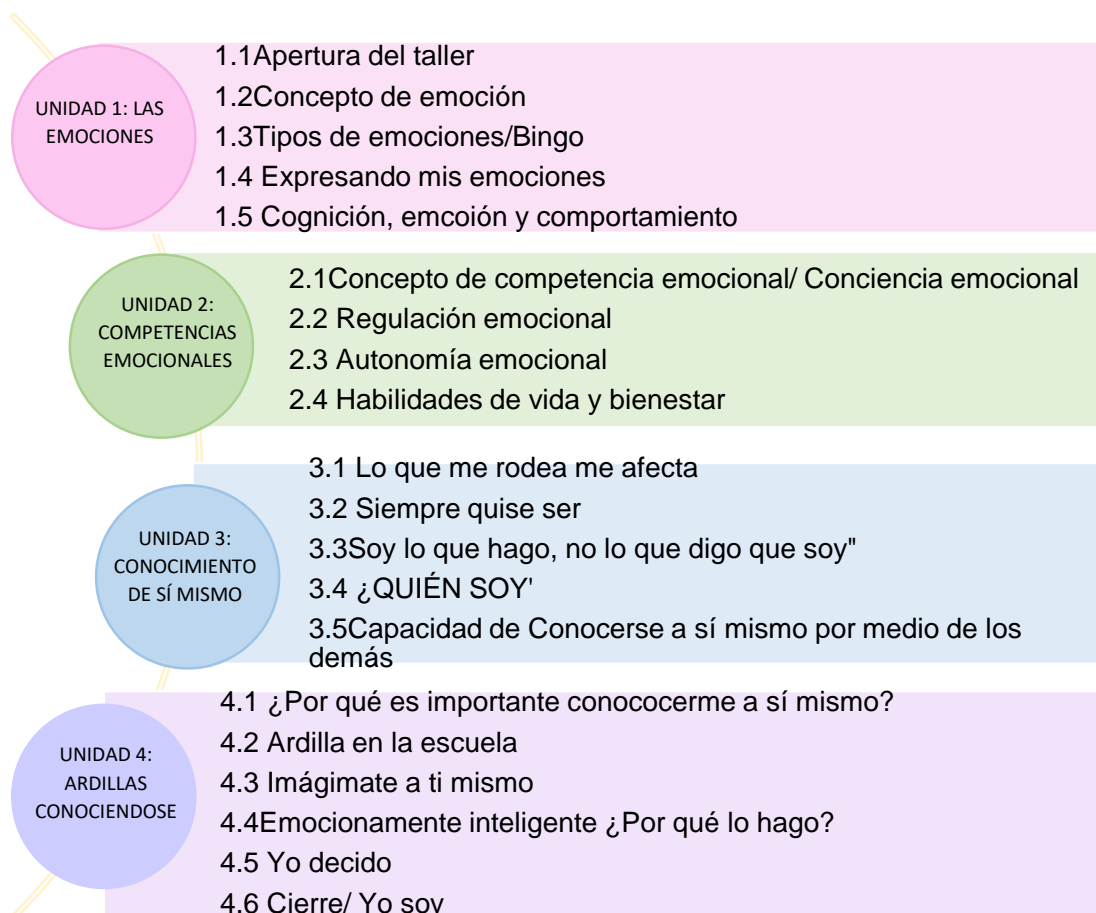 UNIDAD 1: LAS
EMOCIONES
1.1Apertura del taller
1.2Concepto de emoción
1.3Tipos de emociones/Bingo
1.4 Expresando mis emociones
1.5 Cognición, emcoión y comportamiento
UNIDAD 2:
COMPETENCIAS
EMOCIONALES
2.1Concepto de competencia emocional/ Conciencia emocional
2.2 Regulación emocional
2.3 Autonomía emocional
2.4 Habilidades de vida y bienestar
UNIDAD 3:
CONOCIMIENTO
DE SÍ MISMO
3.1 Lo que me rodea me afecta
3.2 Siempre quise ser
3.3Soy lo que hago, no lo que digo que soy"
3.4 ¿QUIÉN SOY'
3.5Capacidad de Conocerse a sí mismo por medio de los
demás
UNIDAD 4:
ARDILLAS
CONOCIENDOSE
4.1 ¿Por qué es importante conococerme a sí mismo?
4.2 Ardilla en la escuela
4.3 Imágimate a ti mismo
4.4Emocionamente inteligente ¿Por qué lo hago?
4.5 Yo decido
4.6 Cierre/ Yo soy